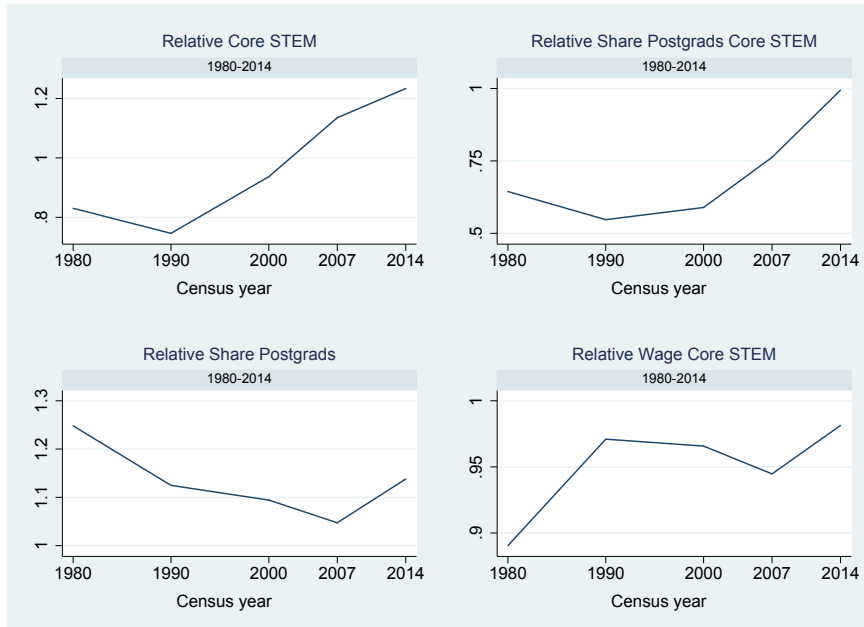 Relative Core STEM
1980-2014
1.2
1
.8
1980 1990 2000 2007 2014
Census year
Relative Share Postgrads Core STEM
1980-2014
1
.75
.5
1980 1990 2000 2007 2014
Census year
Relative Share Postgrads
1980-2014
1.3
1.2
1.1
1
1980 1990 2000 2007 2014
Census year
Relative Wage Core STEM
1980-2014
1
.95
.9
1980 1990 2000 2007 2014
Census year